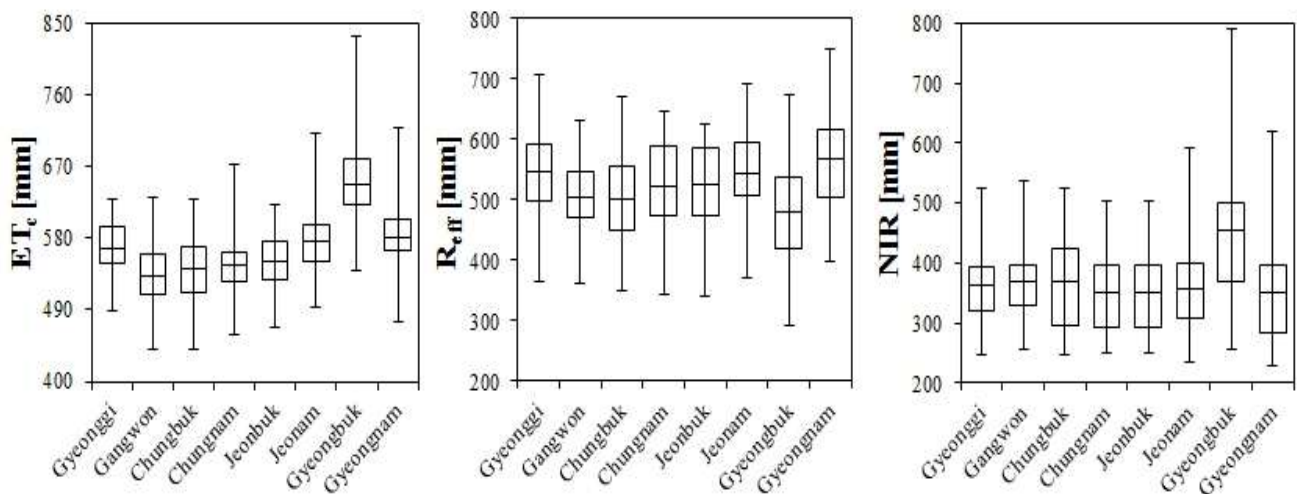 850
760
670
580
490
400
ETc [mm]
Gyeonggi
Gangwon
Chungbuk
Chungnam
Jeonbuk
Jeonam
Gyeongbuk
Gyeongnam
800
700
600
500
400
300
200
Reff [mm]
Gyeonggi
Gangwon
Chungbuk
Chungnam
Jeonbuk
Jeonam
Gyeongbuk
Gyeongnam
800
700
600
500
400
300
200
NIR [mm]
Gyeonggi
Gangwon
Chungbuk
Chungnam
Jeonbuk
Jeonam
Gyeongbuk
Gyeongnam